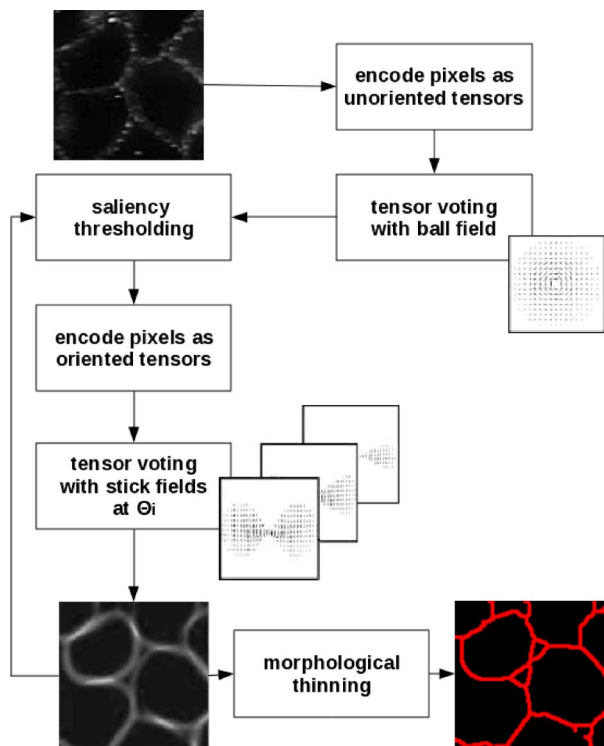 encode pixels as
unoriented tensors
saliency
thresholding
tensor voting
with ball field
encode pixels as
oriented tensors
tensor voting
with stick fields
at Θi
morphological
thinning